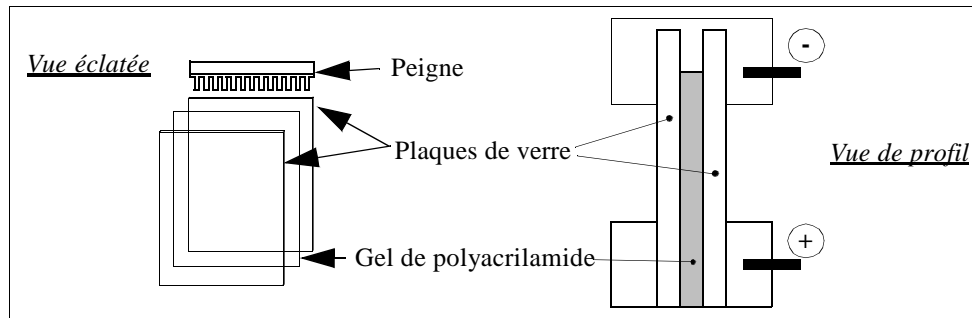 Vue éclatée
Peigne
Plaques de verre
Gel de polyacrilamide
-
Vue de profil
+